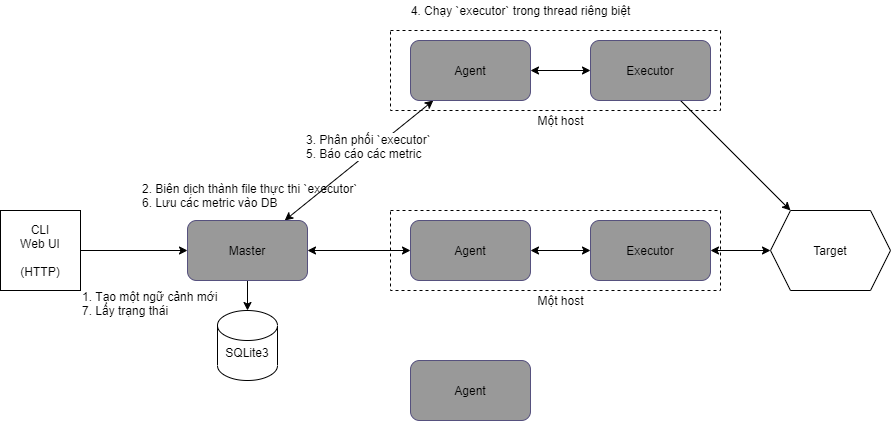 4. Chạy `executor` trong thread riêng biệt
Agent
Executor
Một host
3. Phân phối `executor`
5. Báo cáo các metric
2. Biên dịch thành file thực thi `executor`
6. Lưu các metric vào DB
CLI
Web UI
(HTTP)
Master
Agent
Executor
Target
Một host
1. Tạo một ngữ cảnh mới
7. Lấy trạng thái
SQLite3
Agent